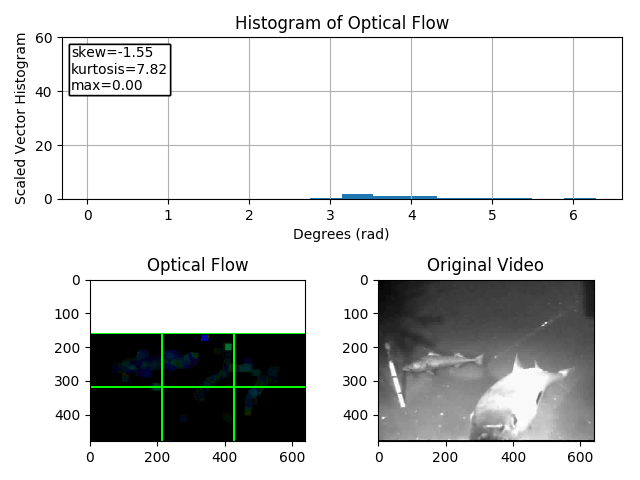 Histogram of Optical Flow
60
40
20
0
Scaled Vector Histogram
skew=-1.55
kurtosis=7.82
max=0.00
0 1 2 3 4 5 6
Degrees (rad)
Optical Flow
0
100
200
300
400
0 200 400 600
Original Video
0
100
200
300
400
0 200 400 600